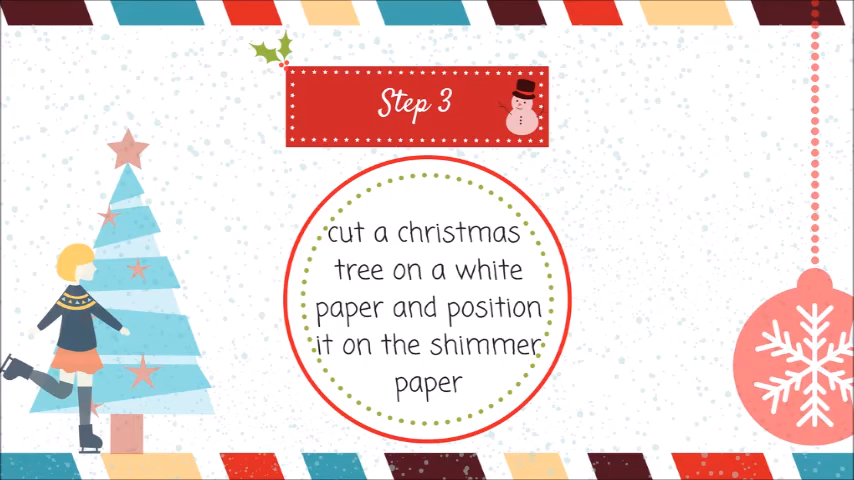 Step 3
cut a christmas
tree on a white
paper and position
it on the shimmer
paper